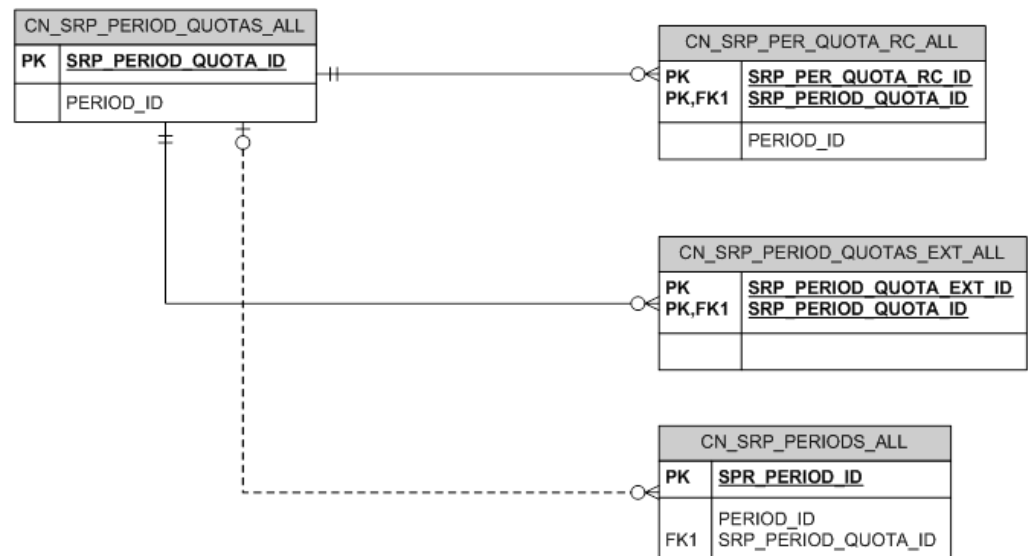 CN_SRP_PERIOD_QUOTAS_ALL
PK SRP_PERIOD_QUOTA_ID
PERIOD_ID
CN_SRP_PER_QUOTA_RC_ALL
PK SRP_PER_QUOTA_RC_ID
PK,FK1 SRP_PERIOD_QUOTA_ID
PERIOD_ID
CN_SRP_PERIOD_QUOTAS_EXT_ALL
PK SRP_PERIOD_QUOTA_EXT_ID
PK,FK1 SRP_PERIOD_QUOTA_ID
CN_SRP_PERIODS_ALL
PK SPR_PERIOD_ID
PERIOD_ID
FK1 SRP_PERIOD_QUOTA_ID